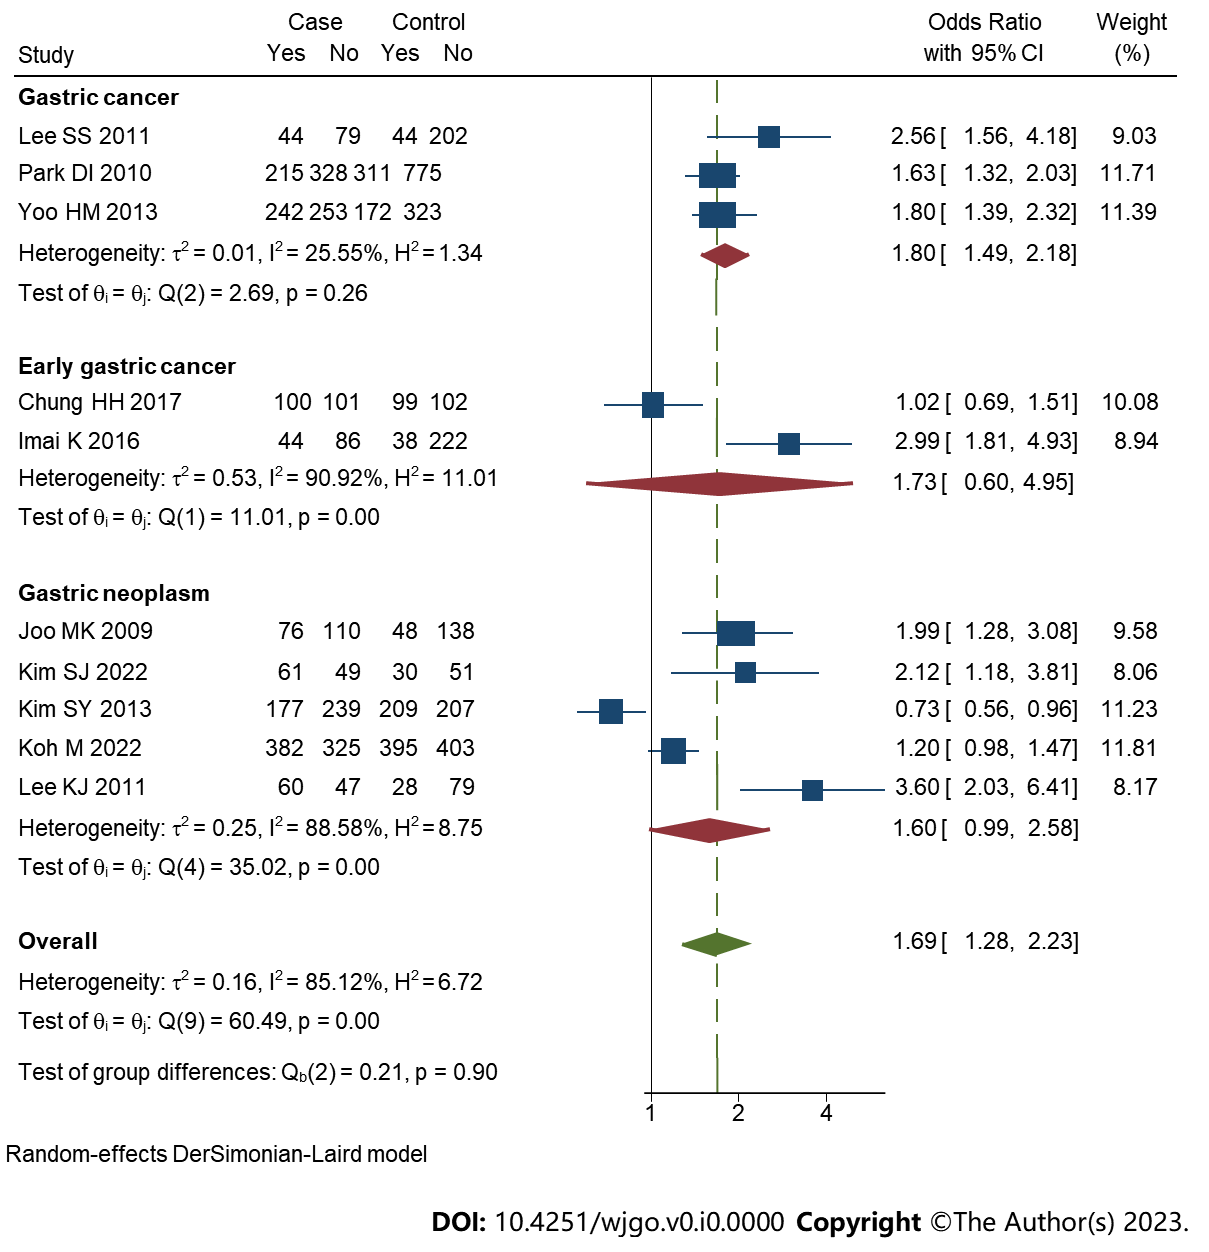 Case Control Odds Ratio Weight
Study Yes No Yes No with 95% CI (%)
Gastric cancer
Lee SS 2011 44 79 44 202 2.56 [ 1.56, 4.18] 9.03
Park DI 2010 215 328 311 775 1.63 [ 1.32, 2.03] 11.71
Yoo HM 2013 242 253 172 323 1.80 [ 1.39, 2.32] 11.39
Heterogeneity: τ² = 0.01, I² = 25.55%, H² = 1.34 1.80 [ 1.49, 2.18]
Test of θᵢ = θⱼ: Q(2) = 2.69, p = 0.26
Early gastric cancer
Chung HH 2017 100 101 99 102 1.02 [ 0.69, 1.51] 10.08
Imai K 2016 44 86 38 222 2.99 [ 1.81, 4.93] 8.94
Heterogeneity: τ² = 0.53, I² = 90.92%, H² = 11.01 1.73 [ 0.60, 4.95]
Test of θᵢ = θⱼ: Q(1) = 11.01, p = 0.00
Gastric neoplasm
Joo MK 2009 76 110 48 138 1.99 [ 1.28, 3.08] 9.58
Kim SJ 2022 61 49 30 51 2.12 [ 1.18, 3.81] 8.06
Kim SY 2013 177 239 209 207 0.73 [ 0.56, 0.96] 11.23
Koh M 2022 382 325 395 403 1.20 [ 0.98, 1.47] 11.81
Lee KJ 2011 60 47 28 79 3.60 [ 2.03, 6.41] 8.17
Heterogeneity: τ² = 0.25, I² = 88.58%, H² = 8.75 1.60 [ 0.99, 2.58]
Test of θᵢ = θⱼ: Q(4) = 35.02, p = 0.00
Overall 1.69 [ 1.28, 2.23]
Heterogeneity: τ² = 0.16, I² = 85.12%, H² = 6.72
Test of θᵢ = θⱼ: Q(9) = 60.49, p = 0.00
Test of group differences: Q_b(2) = 0.21, p = 0.90
1 2 4
Random-effects DerSimonian-Laird model
DOI: 10.4251/wjgo.v0.i0.0000 Copyright ©The Author(s) 2023.